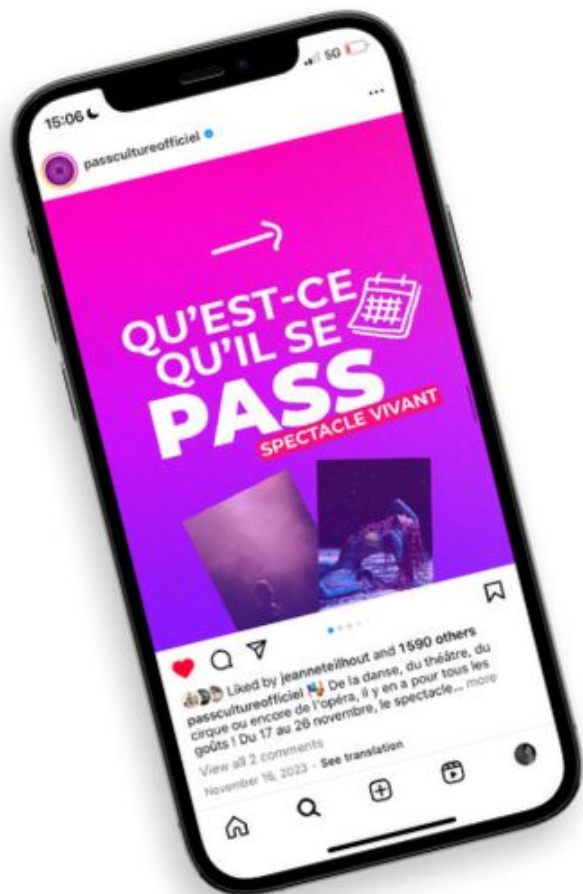 15:06
5G
passcultureofficiel
QU'EST-CE
QU'IL SE
PASS
SPECTACLE VIVANT
Liked by jeanneteilhout and 1 590 others
passcultureofficiel De la danse, du théâtre, du
cirque ou encore de l'opéra, il y en a pour tous les
goûts ! Du 17 au 26 novembre, le spectacle... more
View all 2 comments
November 16, 2023 · See translation